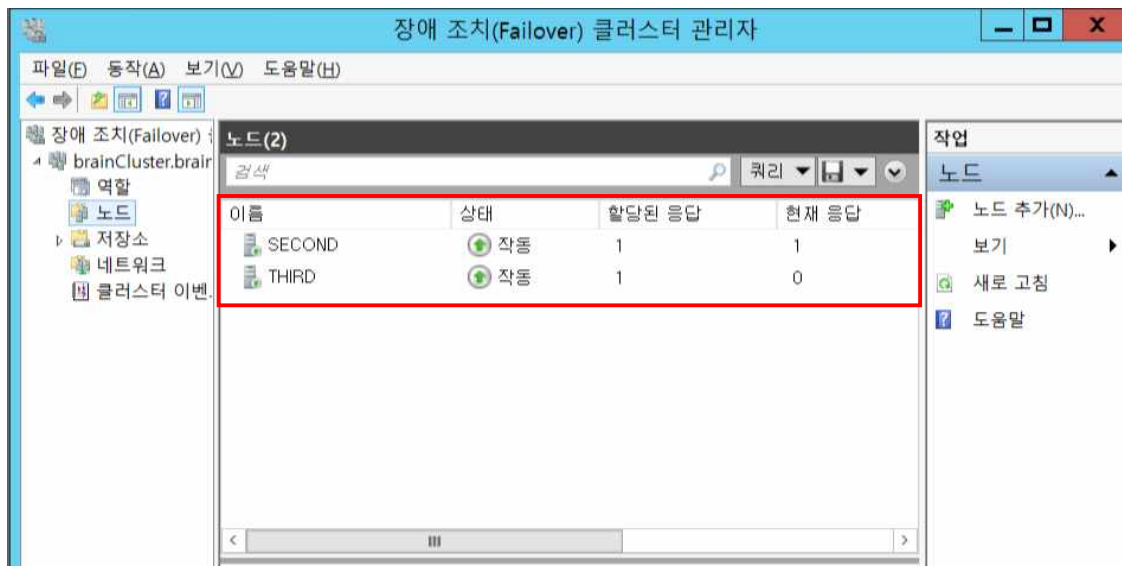 장애 조치(Failover) 클러스터 관리자
파일(F) 동작(A) 보기(V) 도움말(H)
장애 조치(Failover)
brainCluster.brain
역할
노드
저장소
네트워크
클러스터 이벤.
노드(2)
검색
쿼리
이름 상태 할당된 응답 현재 응답
SECOND 작동 1 1
THIRD 작동 1 0
작업
노드
노드 추가(N)...
보기
새로 고침
도움말